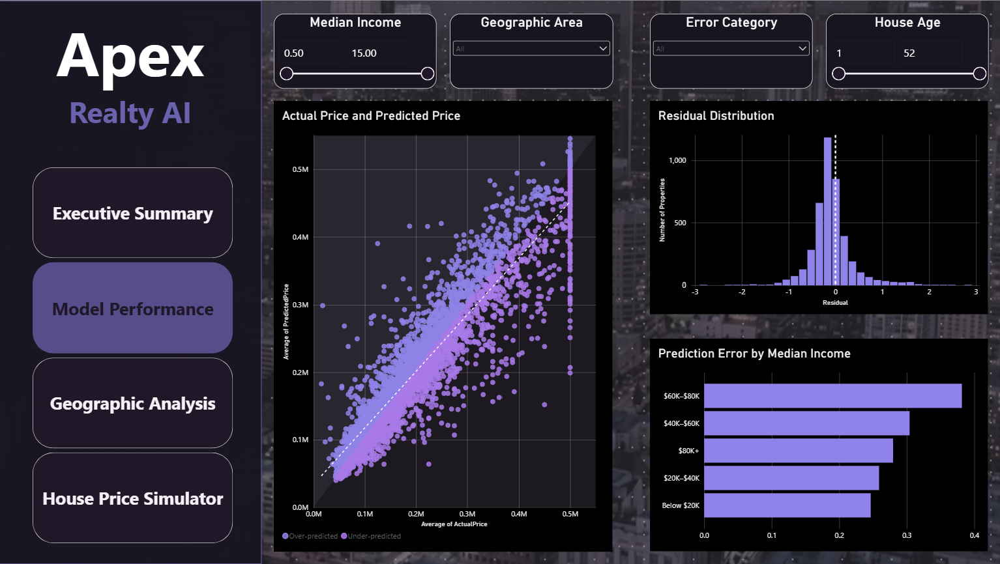 Apex
Realty AI
Executive Summary
Model Performance
Geographic Analysis
House Price Simulator
Median Income
0.50 15.00
Geographic Area
All
Error Category
All
House Age
1 52
Actual Price and Predicted Price
Average of PredictedPrice
0.5M
0.4M
0.3M
0.2M
0.1M
0.0M
0.0M 0.1M 0.2M 0.3M 0.4M 0.5M
Average of ActualPrice
Over-predicted Under-predicted
Residual Distribution
Number of Properties
1,000
500
0
-3 -2 -1 0 1 2 3
Residual
Prediction Error by Median Income
$60K–$80K
$40K–$60K
$80K+
$20K–$40K
Below $20K
0.0 0.1 0.2 0.3 0.4